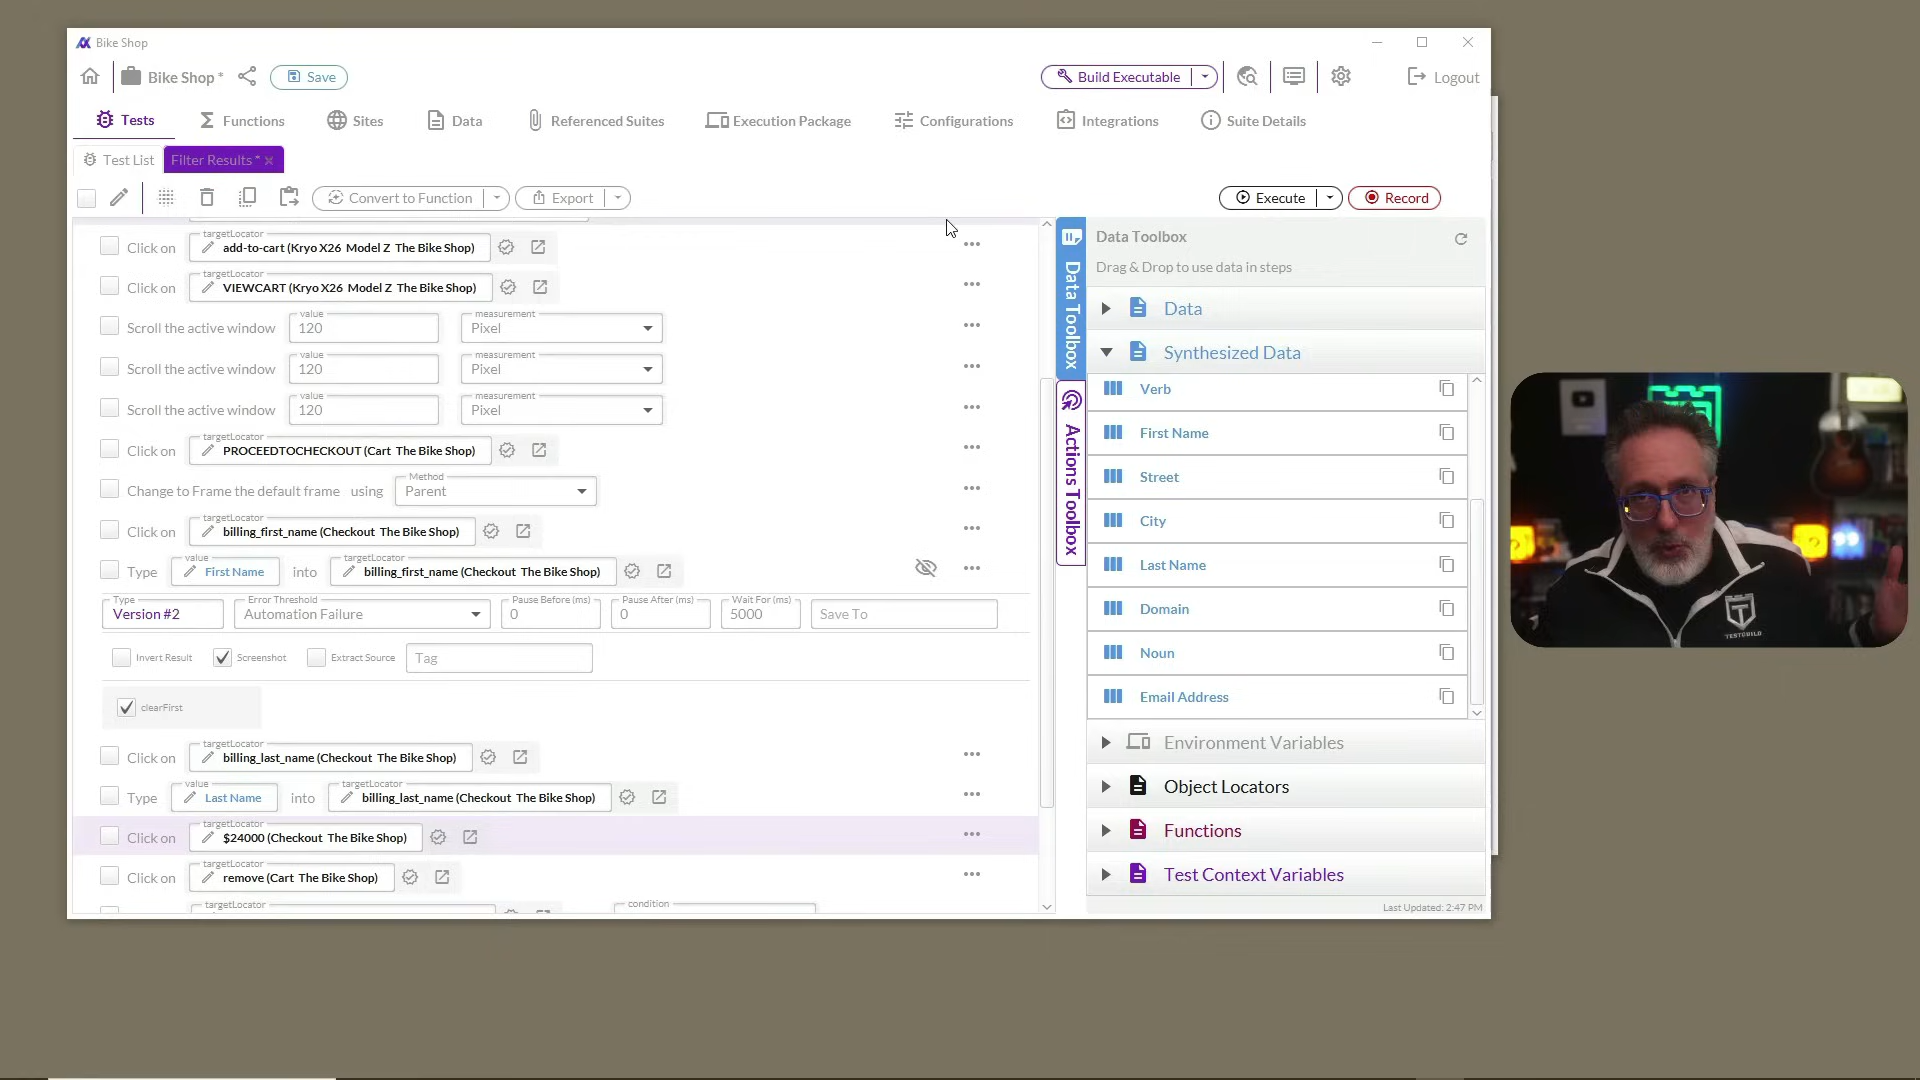 Bike Shop
Bike Shop *
Save
Build Executable
Logout
Tests
Functions
Sites
Data
Referenced Suites
Execution Package
Configurations
Integrations
Suite Details
Test List
Filter Results *
Convert to Function
Export
Execute
Record
targetLocator
Click on
add-to-cart (Kryo X26 Model Z The Bike Shop)
targetLocator
Click on
VIEWCART (Kryo X26 Model Z The Bike Shop)
value
measurement
Scroll the active window
120
Pixel
value
measurement
Scroll the active window
120
Pixel
value
measurement
Scroll the active window
120
Pixel
targetLocator
Click on
PROCEEDTOCHECKOUT (Cart The Bike Shop)
Method
Change to Frame the default frame using
Parent
targetLocator
Click on
billing_first_name (Checkout The Bike Shop)
value
targetLocator
Type
First Name
into
billing_first_name (Checkout The Bike Shop)
Type
Error Threshold
Pause Before (ms)
Pause After (ms)
Wait For (ms)
Version #2
Automation Failure
0
0
5000
Save To
Invert Result
Screenshot
Extract Source
Tag
clearFirst
targetLocator
Click on
billing_last_name (Checkout The Bike Shop)
value
targetLocator
Type
Last Name
into
billing_last_name (Checkout The Bike Shop)
targetLocator
Click on
$24000 (Checkout The Bike Shop)
targetLocator
Click on
remove (Cart The Bike Shop)
targetLocator
condition
Data Toolbox
Actions Toolbox
Data Toolbox
Drag & Drop to use data in steps
Data
Synthesized Data
Verb
First Name
Street
City
Last Name
Domain
Noun
Email Address
Environment Variables
Object Locators
Functions
Test Context Variables
Last Updated: 2:47 PM
TESTGUILD